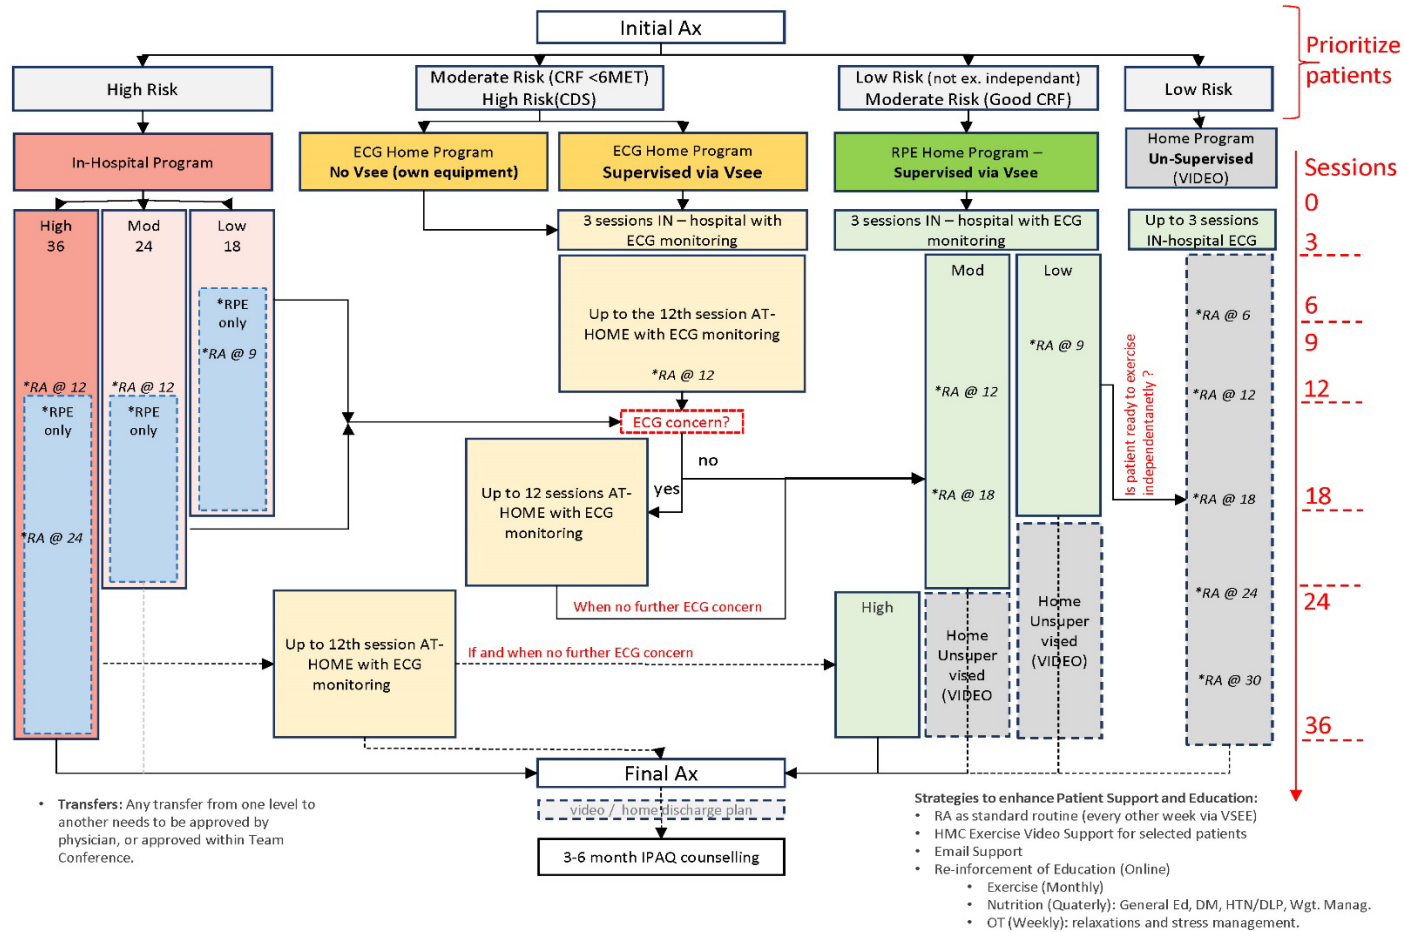 Initial Ax
Prioritize
patients
High Risk
Moderate Risk (CRF <6MET)
High Risk(CDS)
Low Risk (not ex. independant)
Moderate Risk (Good CRF)
Low Risk
In-Hospital Program
ECG Home Program
No Vsee (own equipment)
ECG Home Program
Supervised via Vsee
RPE Home Program –
Supervised via Vsee
Home Program
Un-Supervised
(VIDEO)
Sessions
0
3
6
9
12
18
24
36
High
36
Mod
24
Low
18
3 sessions IN – hospital with
ECG monitoring
3 sessions IN – hospital with ECG
monitoring
Up to 3 sessions
IN-hospital ECG
*RPE
only
*RA @ 9
*RA @ 12
*RPE
only
*RA @ 24
*RA @ 12
*RPE
only
Up to the 12th session AT-
HOME with ECG monitoring
*RA @ 12
ECG concern?
no
yes
Up to 12 sessions AT-
HOME with ECG
monitoring
When no further ECG concern
Up to 12th session AT-
HOME with ECG
monitoring
If and when no further ECG concern
High
Mod
*RA @ 12
*RA @ 18
Home
Unsuper
vised
(VIDEO
Low
*RA @ 9
Home
Unsuper
vised
(VIDEO)
Is patient ready to exercise
independantanetly ?
*RA @ 6
*RA @ 12
*RA @ 18
*RA @ 24
*RA @ 30
Final Ax
video / home discharge plan
3-6 month IPAQ counselling
• Transfers: Any transfer from one level to
another needs to be approved by
physician, or approved within Team
Conference.
Strategies to enhance Patient Support and Education:
• RA as standard routine (every other week via VSEE)
• HMC Exercise Video Support for selected patients
• Email Support
• Re-inforcement of Education (Online)
• Exercise (Monthly)
• Nutrition (Quaterly): General Ed, DM, HTN/DLP, Wgt. Manag.
• OT (Weekly): relaxations and stress management.